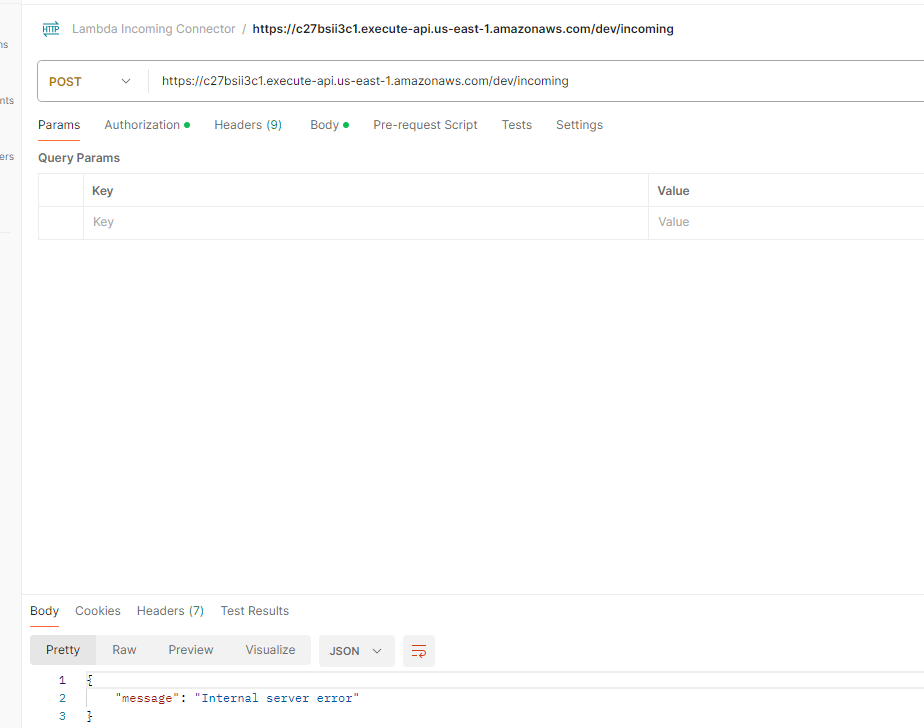 HTTP Lambda Incoming Connector / https://c27bsii3c1.execute-api.us-east-1.amazonaws.com/dev/incoming
ns
POST https://c27bsii3c1.execute-api.us-east-1.amazonaws.com/dev/incoming
nts
Params Authorization Headers (9) Body Pre-request Script Tests Settings
ers
Query Params
Key Value
Key Value
Body Cookies Headers (7) Test Results
Pretty Raw Preview Visualize JSON
1 {
2 "message": "Internal server error"
3 }